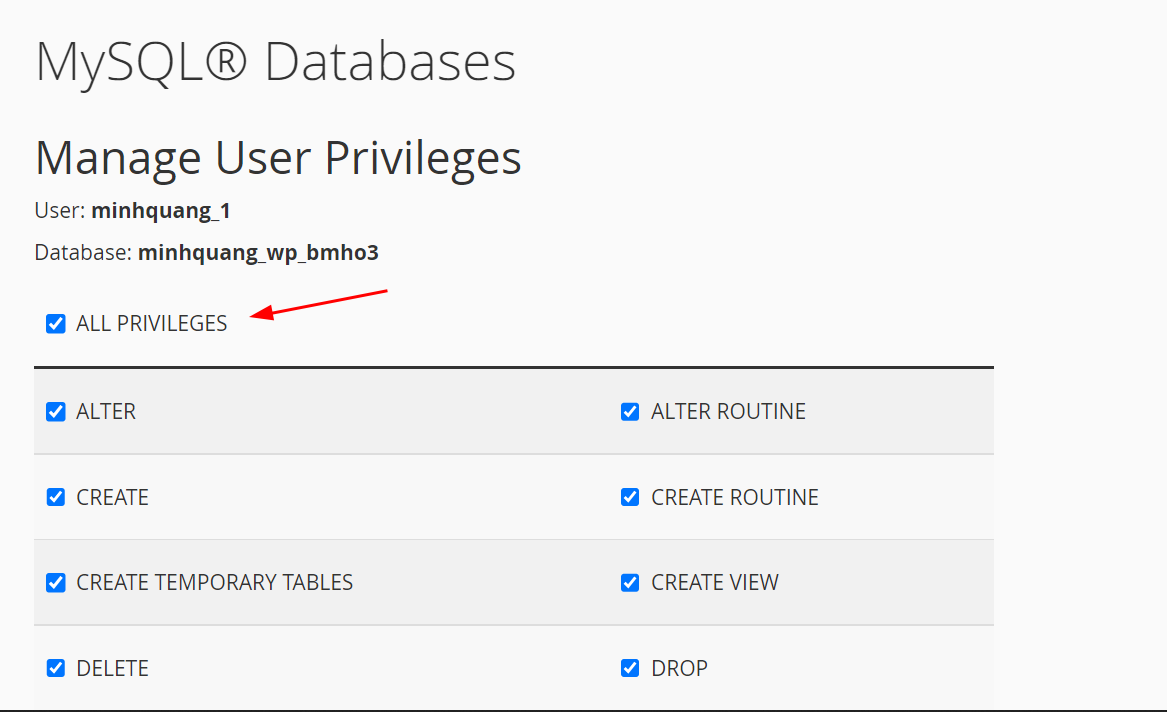 MySQL® Databases
Manage User Privileges
User: minhquang_1
Database: minhquang_wp_bmho3
ALL PRIVILEGES
ALTER
ALTER ROUTINE
CREATE
CREATE ROUTINE
CREATE TEMPORARY TABLES
CREATE VIEW
DELETE
DROP